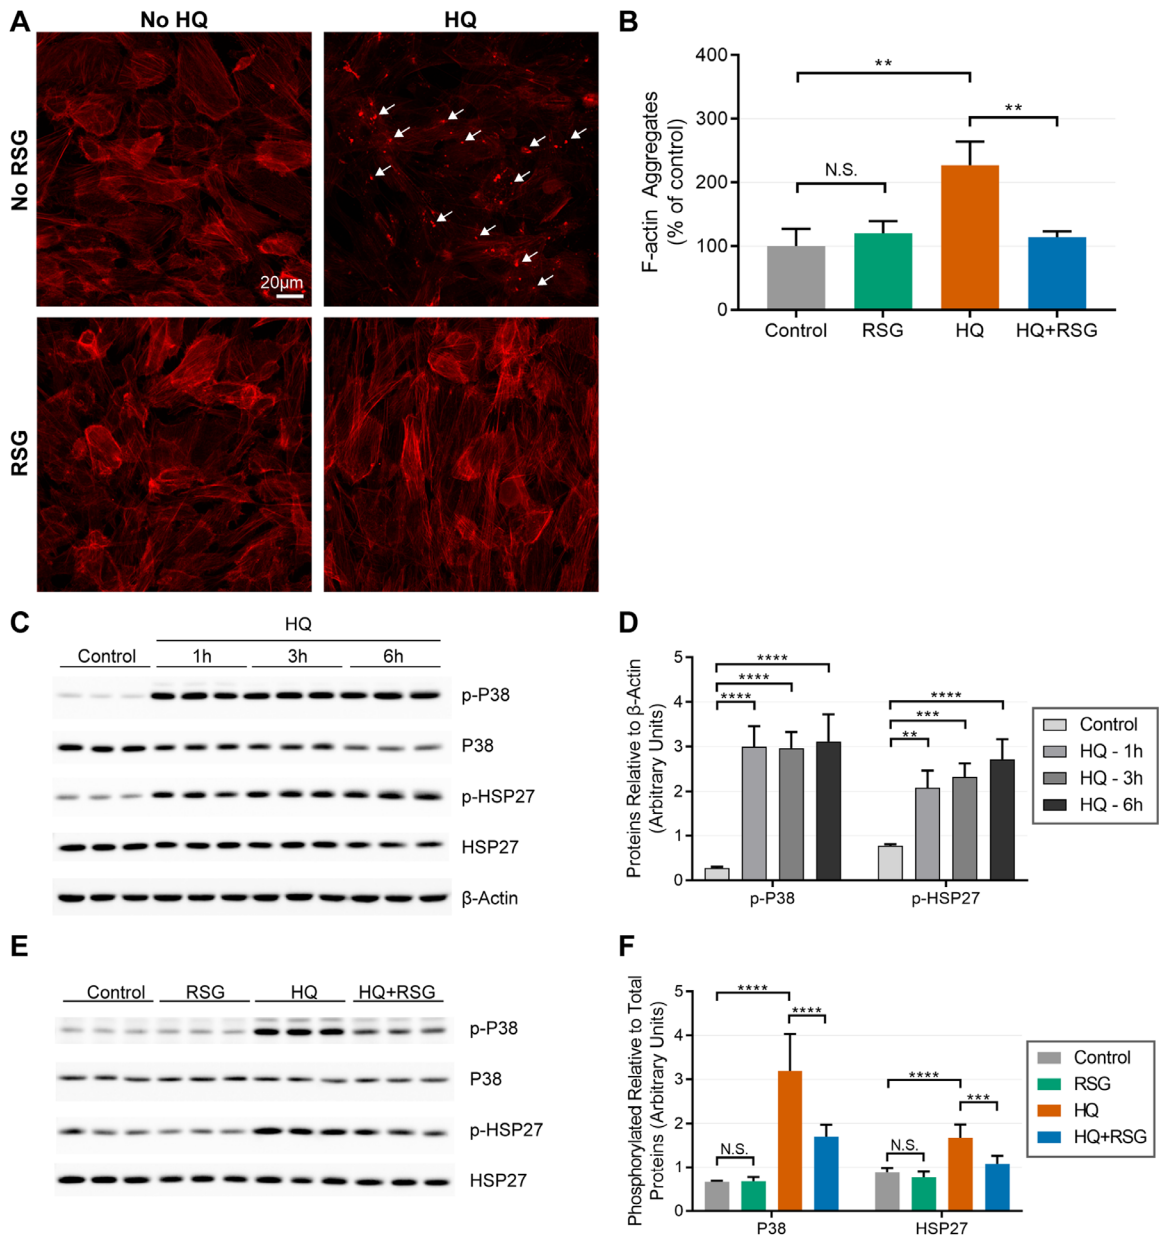 A
No HQ
HQ
No RSG
20µm
RSG
B
F-actin Aggregates
(% of control)
400
300
200
100
0
**
**
N.S.
Control
RSG
HQ
HQ+RSG
C
HQ
Control
1h
3h
6h
p-P38
P38
p-HSP27
HSP27
β-Actin
D
Proteins Relative to β-Actin
(Arbitrary Units)
5
4
3
2
1
0
****
****
****
****
***
**
p-P38
p-HSP27
Control
HQ - 1h
HQ - 3h
HQ - 6h
E
Control
RSG
HQ
HQ+RSG
p-P38
P38
p-HSP27
HSP27
F
Phosphorylated Relative to Total
Proteins (Arbitrary Units)
5
4
3
2
1
0
****
****
N.S.
****
***
N.S.
P38
HSP27
Control
RSG
HQ
HQ+RSG